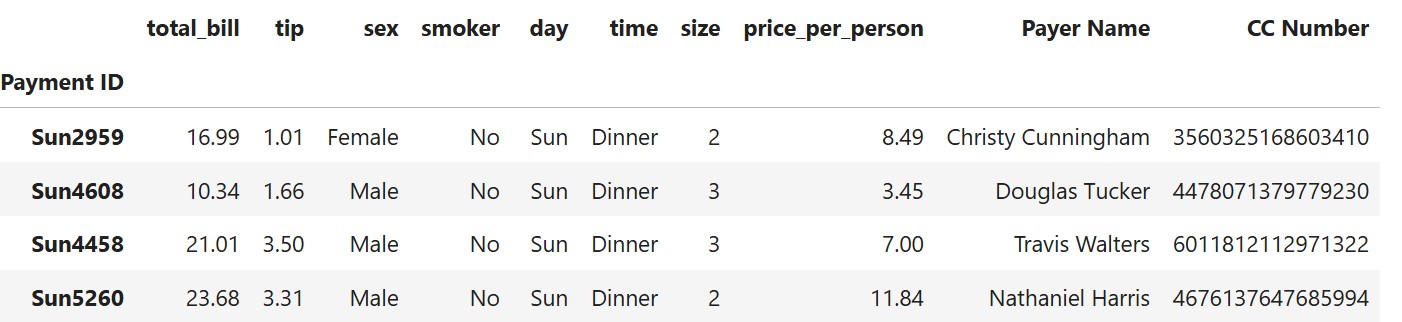 total_bill tip sex smoker day time size price_per_person Payer Name CC Number
Payment ID
Sun2959 16.99 1.01 Female No Sun Dinner 2 8.49 Christy Cunningham 3560325168603410
Sun4608 10.34 1.66 Male No Sun Dinner 3 3.45 Douglas Tucker 4478071379779230
Sun4458 21.01 3.50 Male No Sun Dinner 3 7.00 Travis Walters 6011812112971322
Sun5260 23.68 3.31 Male No Sun Dinner 2 11.84 Nathaniel Harris 4676137647685994